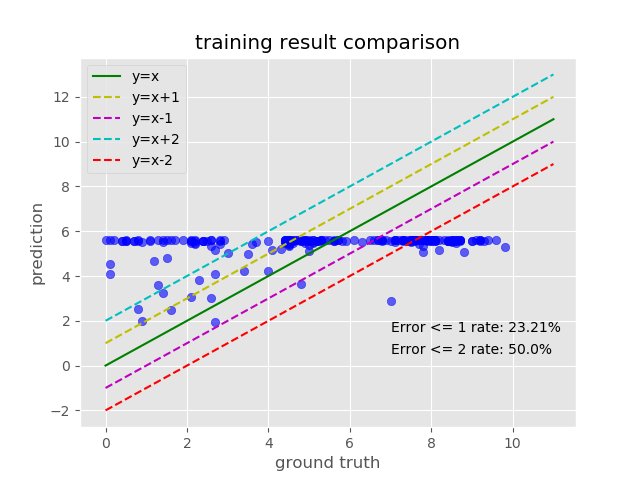 training result comparison
y=x
y=x+1
y=x-1
y=x+2
y=x-2
12
10
8
6
4
2
0
−2
prediction
Error <= 1 rate: 23.21%
Error <= 2 rate: 50.0%
0 2 4 6 8 10
ground truth